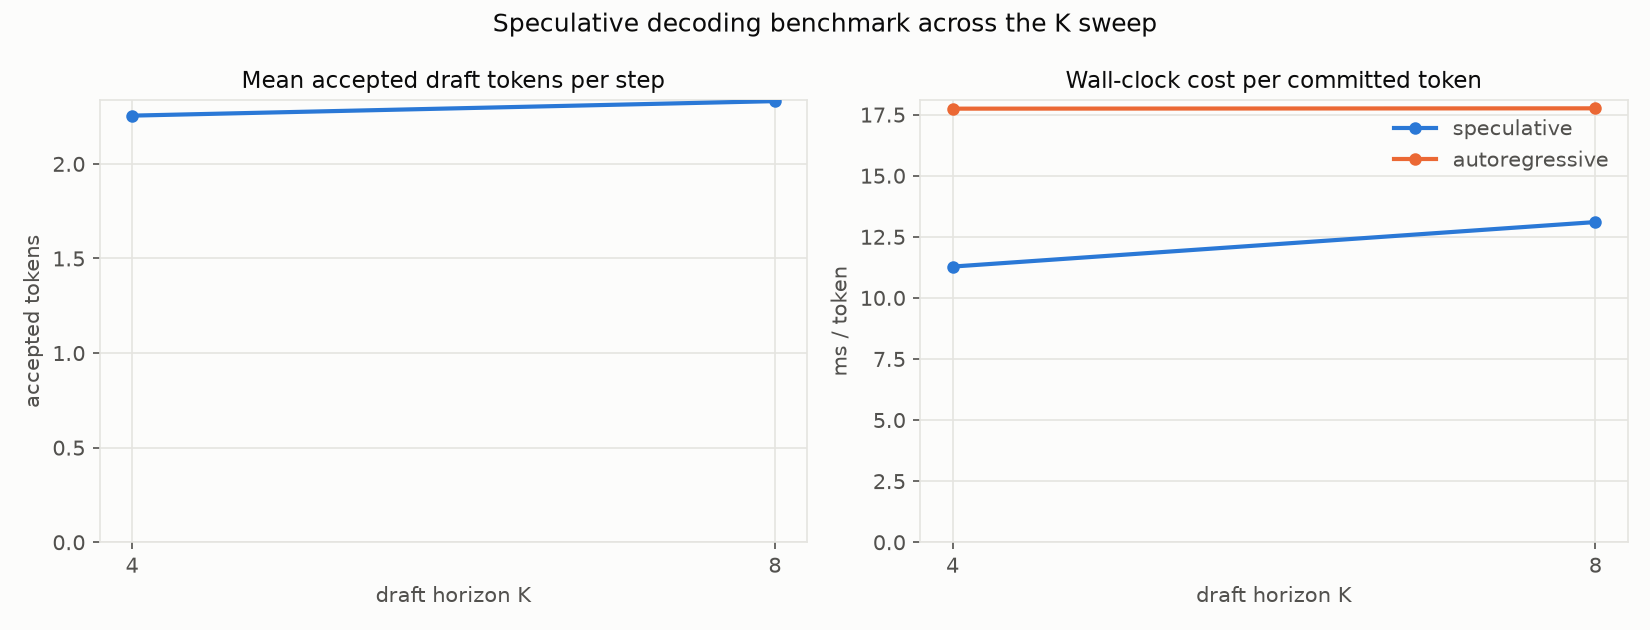 Speculative decoding benchmark across the K sweep
Mean accepted draft tokens per step
accepted tokens
2.0
1.5
1.0
0.5
0.0
4
8
draft horizon K
Wall-clock cost per committed token
ms / token
17.5
15.0
12.5
10.0
7.5
5.0
2.5
0.0
speculative
autoregressive
4
8
draft horizon K